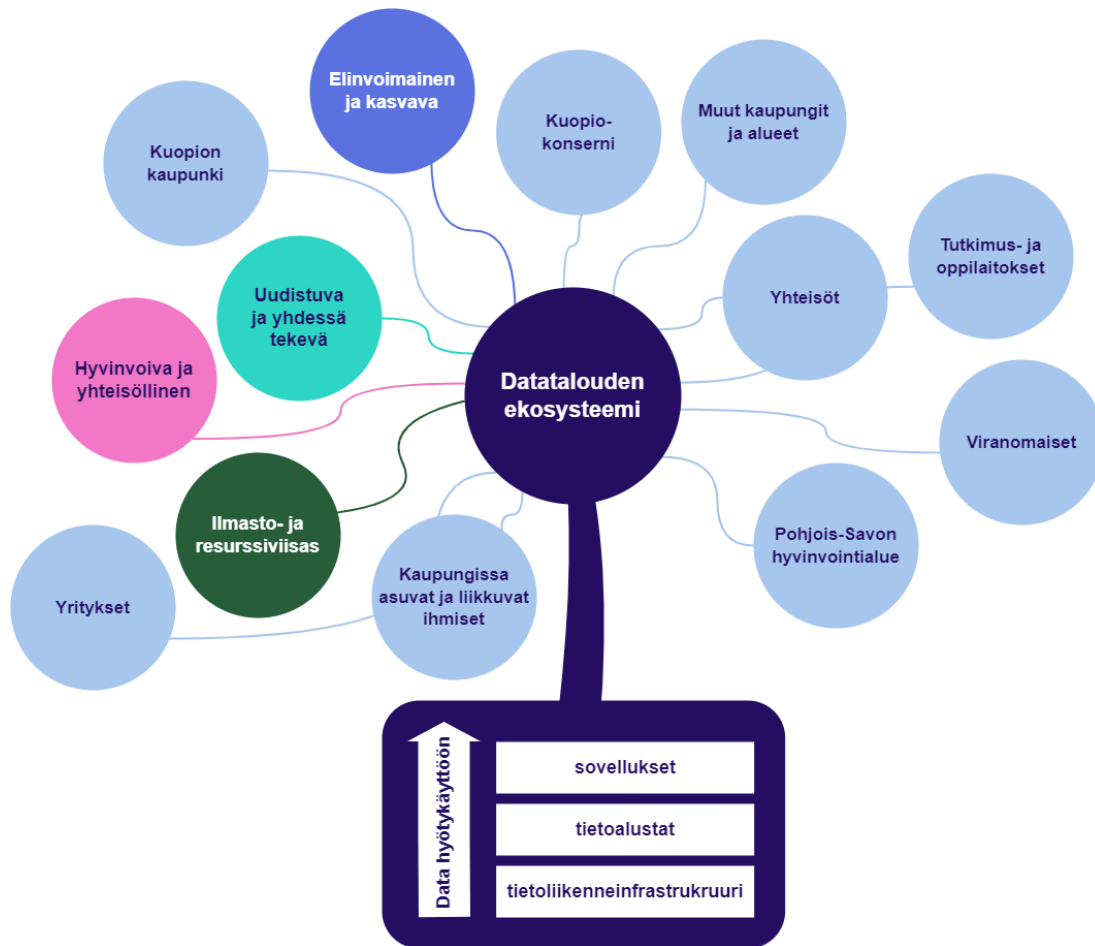 Elinvoimainen
ja kasvava
Kuopio-
konserni
Muut kaupungit
ja alueet
Kuopion
kaupunki
Tutkimus- ja
oppilaitokset
Uudistuva
ja yhdessä
tekevä
Yhteisöt
Hyvinvoiva ja
yhteisöllinen
Datatalouden
ekosysteemi
Viranomaiset
Ilmasto- ja
resurssiviisas
Pohjois-Savon
hyvinvointialue
Kaupungissa
asuvat ja liikkuvat
ihmiset
Yritykset
Data hyötykäyttöön
sovellukset
tietoalustat
tietoliikenneinfrastrukruuri